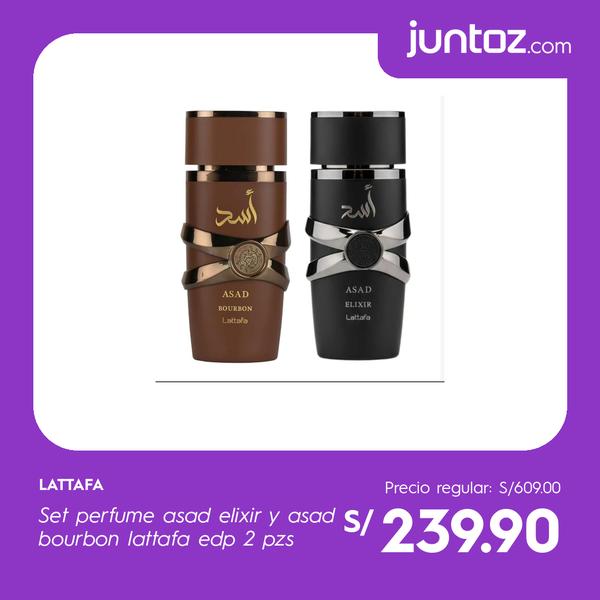 juntoz.com
أسد
أسد
ASAD
BOURBON
Lattafa
ASAD
ELIXIR
Lattafa
LATTAFA
Set perfume asad elixir y asad
bourbon lattafa edp 2 pzs
Precio regular: S/609.00
S/239.90